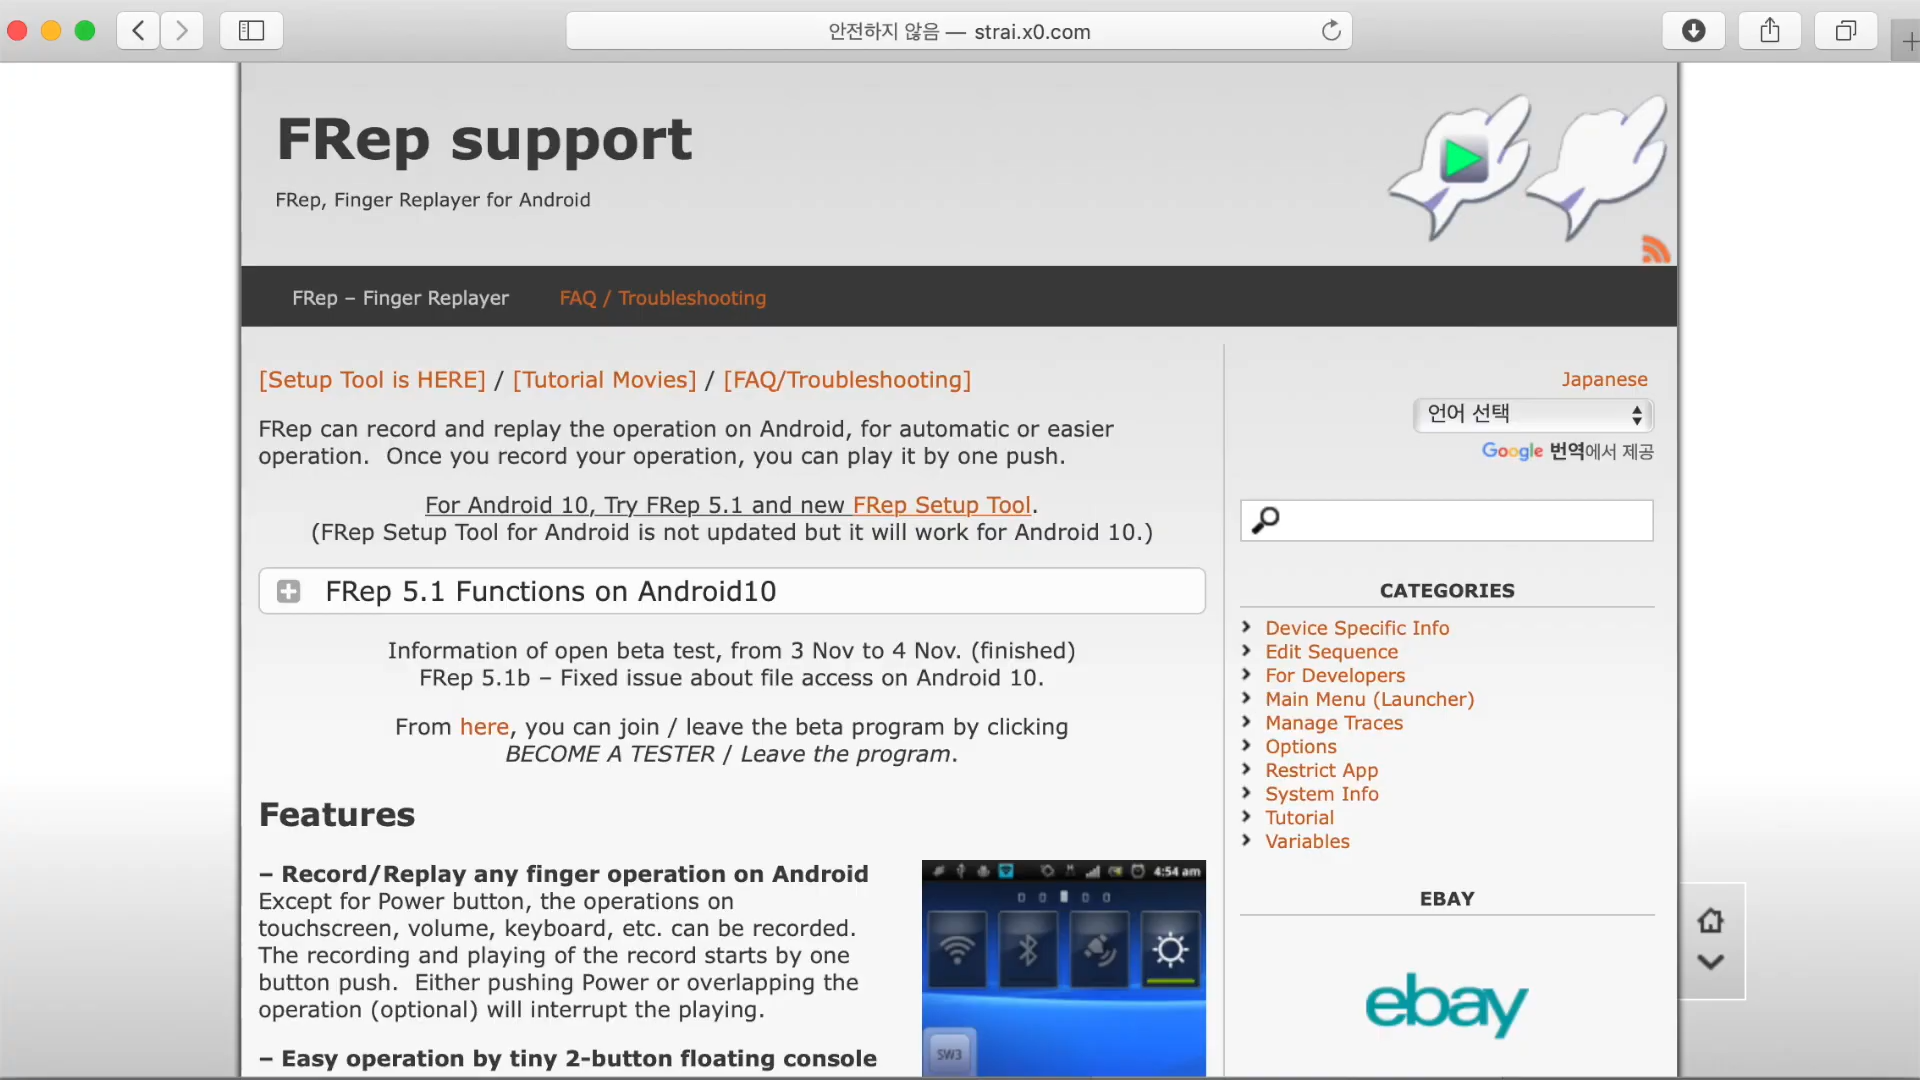 안전하지 않음 — strai.x0.com
FRep support
FRep, Finger Replayer for Android
FRep – Finger Replayer FAQ / Troubleshooting
[Setup Tool is HERE] / [Tutorial Movies] / [FAQ/Troubleshooting]
FRep can record and replay the operation on Android, for automatic or easier
operation. Once you record your operation, you can play it by one push.
For Android 10, Try FRep 5.1 and new FRep Setup Tool.
(FRep Setup Tool for Android is not updated but it will work for Android 10.)
FRep 5.1 Functions on Android10
Information of open beta test, from 3 Nov to 4 Nov. (finished)
FRep 5.1b – Fixed issue about file access on Android 10.
From here, you can join / leave the beta program by clicking
BECOME A TESTER / Leave the program.
Features
– Record/Replay any finger operation on Android
Except for Power button, the operations on
touchscreen, volume, keyboard, etc. can be recorded.
The recording and playing of the record starts by one
button push. Either pushing Power or overlapping the
operation (optional) will interrupt the playing.
– Easy operation by tiny 2-button floating console
4:54 am
SW3
Japanese
언어 선택
Google 번역에서 제공
CATEGORIES
Device Specific Info
Edit Sequence
For Developers
Main Menu (Launcher)
Manage Traces
Options
Restrict App
System Info
Tutorial
Variables
EBAY
ebay